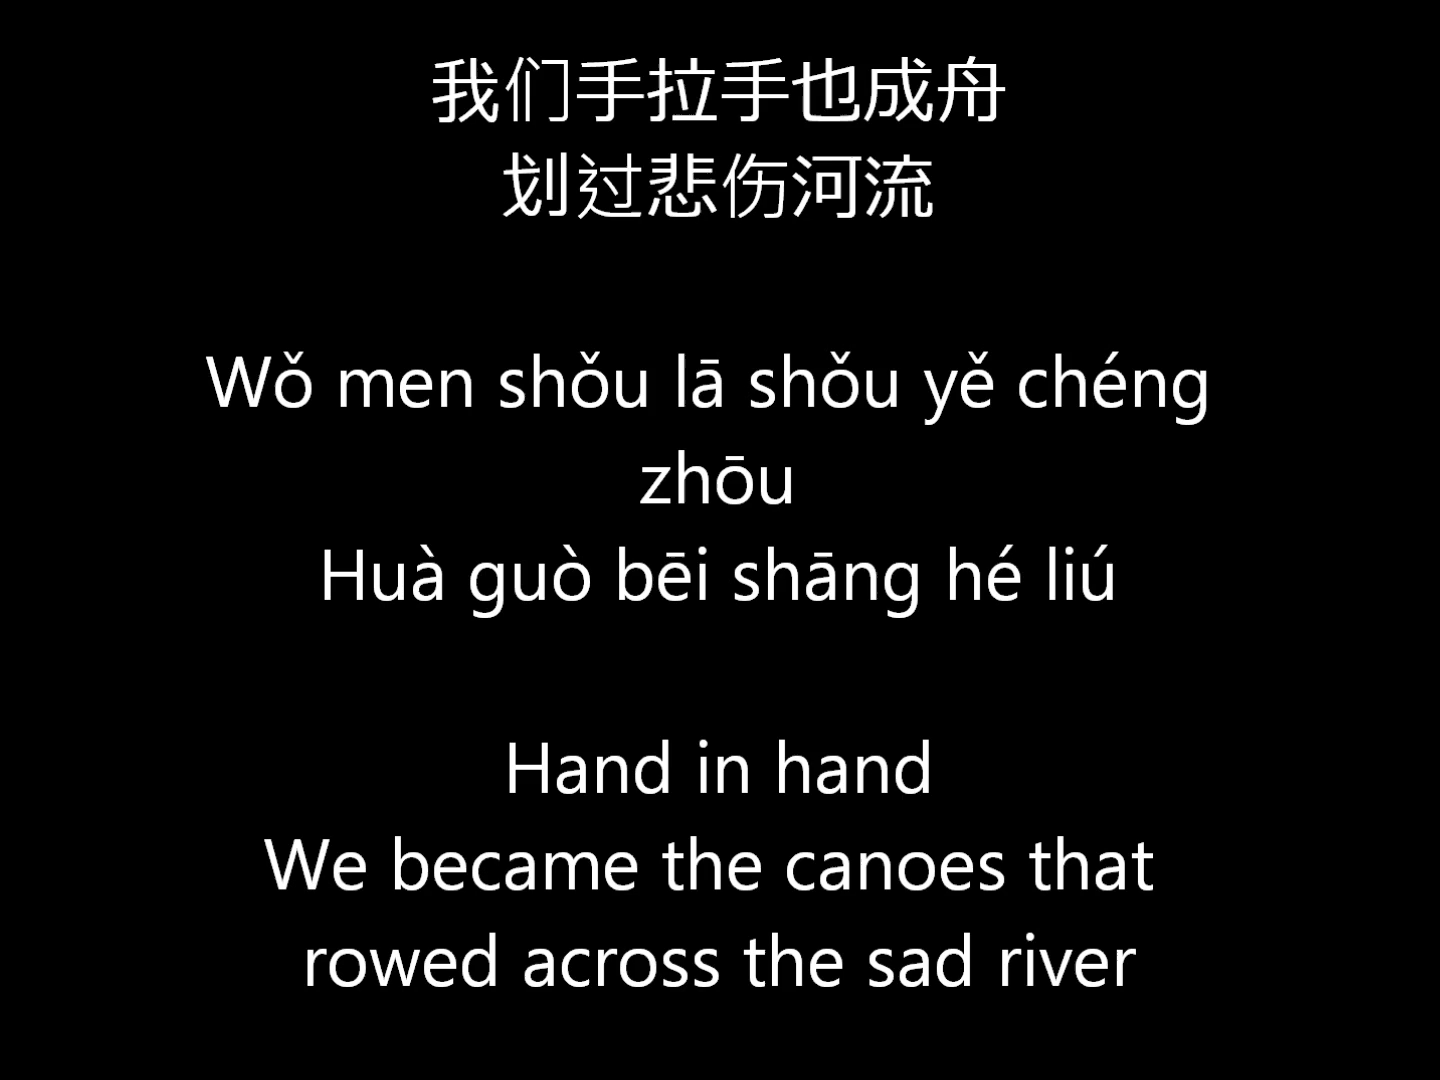 我们手拉手也成舟
划过悲伤河流
Wǒ men shǒu lā shǒu yě chéng
zhōu
Huà guò bēi shāng hé liú
Hand in hand
We became the canoes that
rowed across the sad river